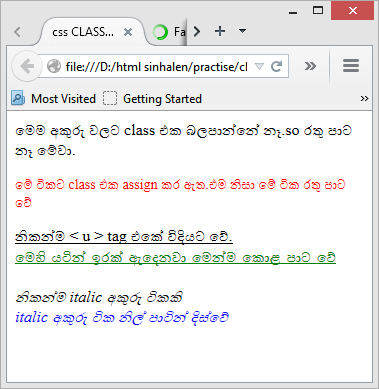 css CLASS...
Fa
file:///D:/html sinhalen/practise/cl
Most Visited
Getting Started
මෙම අකුරු වලට class එක බලපාන්නේ නෑ.so රතු පාට
නෑ මේවා.
මේ ටිකට class එක assign කර ඇත.එම නිසා මේ ටික රතු පාට
වේ
නිකන්ම < u > tag එකේ විදියට වේ.
මෙහි යටින් ඉරක් ඇදෙනවා මෙන්ම කොළ පාට වේ
නිකන්ම italic අකුරු ටිකකි
italic අකුරු ටික නිල් පාටින් දිස්වේ